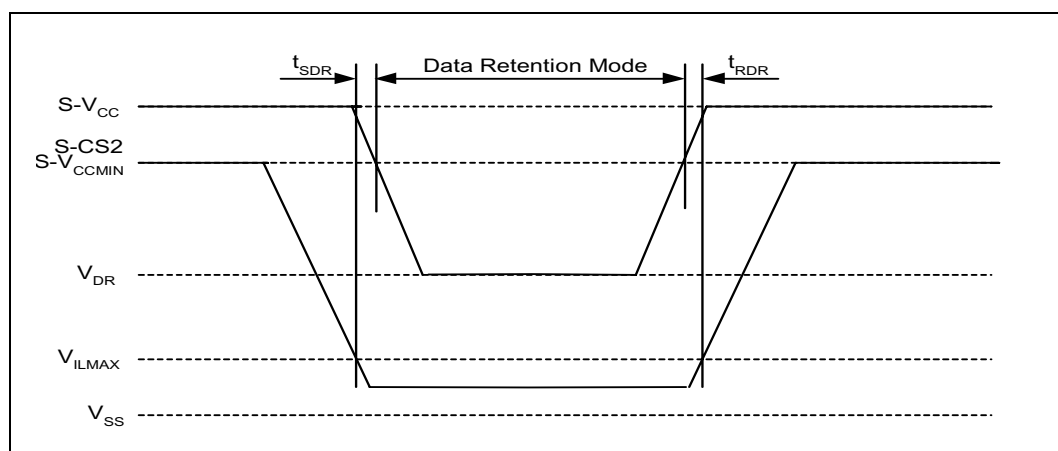 tSDR
Data Retention Mode
tRDR
S-VCC
S-CS2
S-VCCMIN
VDR
VILMAX
VSS